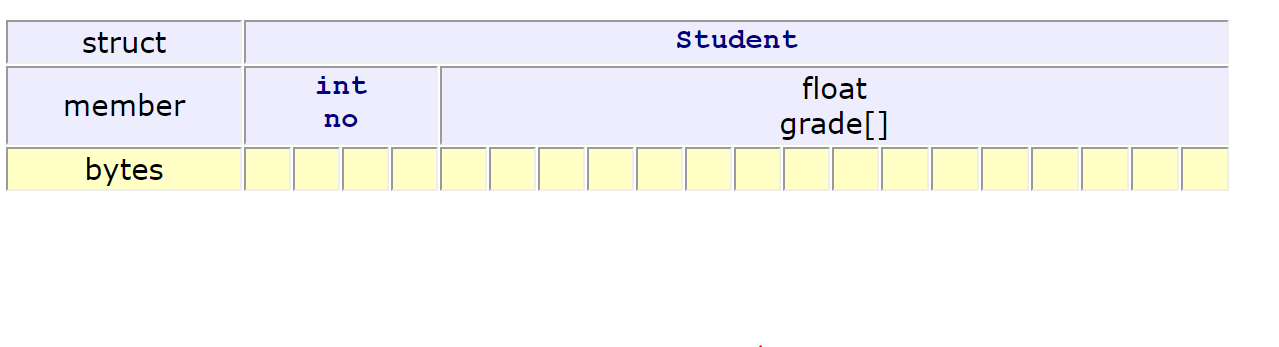 struct
Student
member
int
no
float
grade[]
bytes